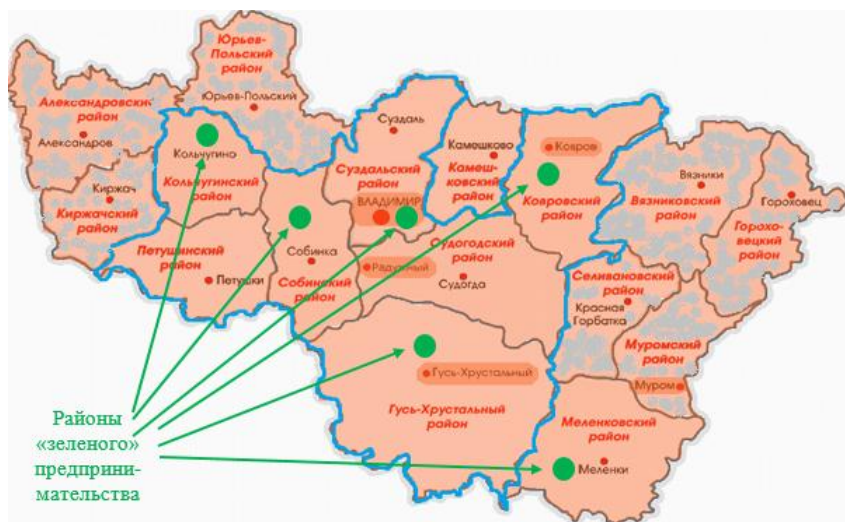 Юрьев-
Польский
район
Юрьев-Польский
Александровский
район
Александров
Киржач
Киржачский
район
Кольчугино
Кольчугинский
район
Петушинский
район
Петушки
Собинка
Собинский
район
Суздаль
Суздальский
район
ВЛАДИМИР
Камешково
Камеш-
ковский
район
Ковров
Ковровский
район
Вязники
Вязниковский
район
Гороховец
Горохо-
вецкий
район
Судогодский
район
Радужный
Судогда
Селивановский
район
Красная
Горбатка
Муромский
район
Муром
Гусь-Хрустальный
Гусь-Хрустальный
район
Меленковский
район
Меленки
Районы
«зеленого»
предприни-
мательства